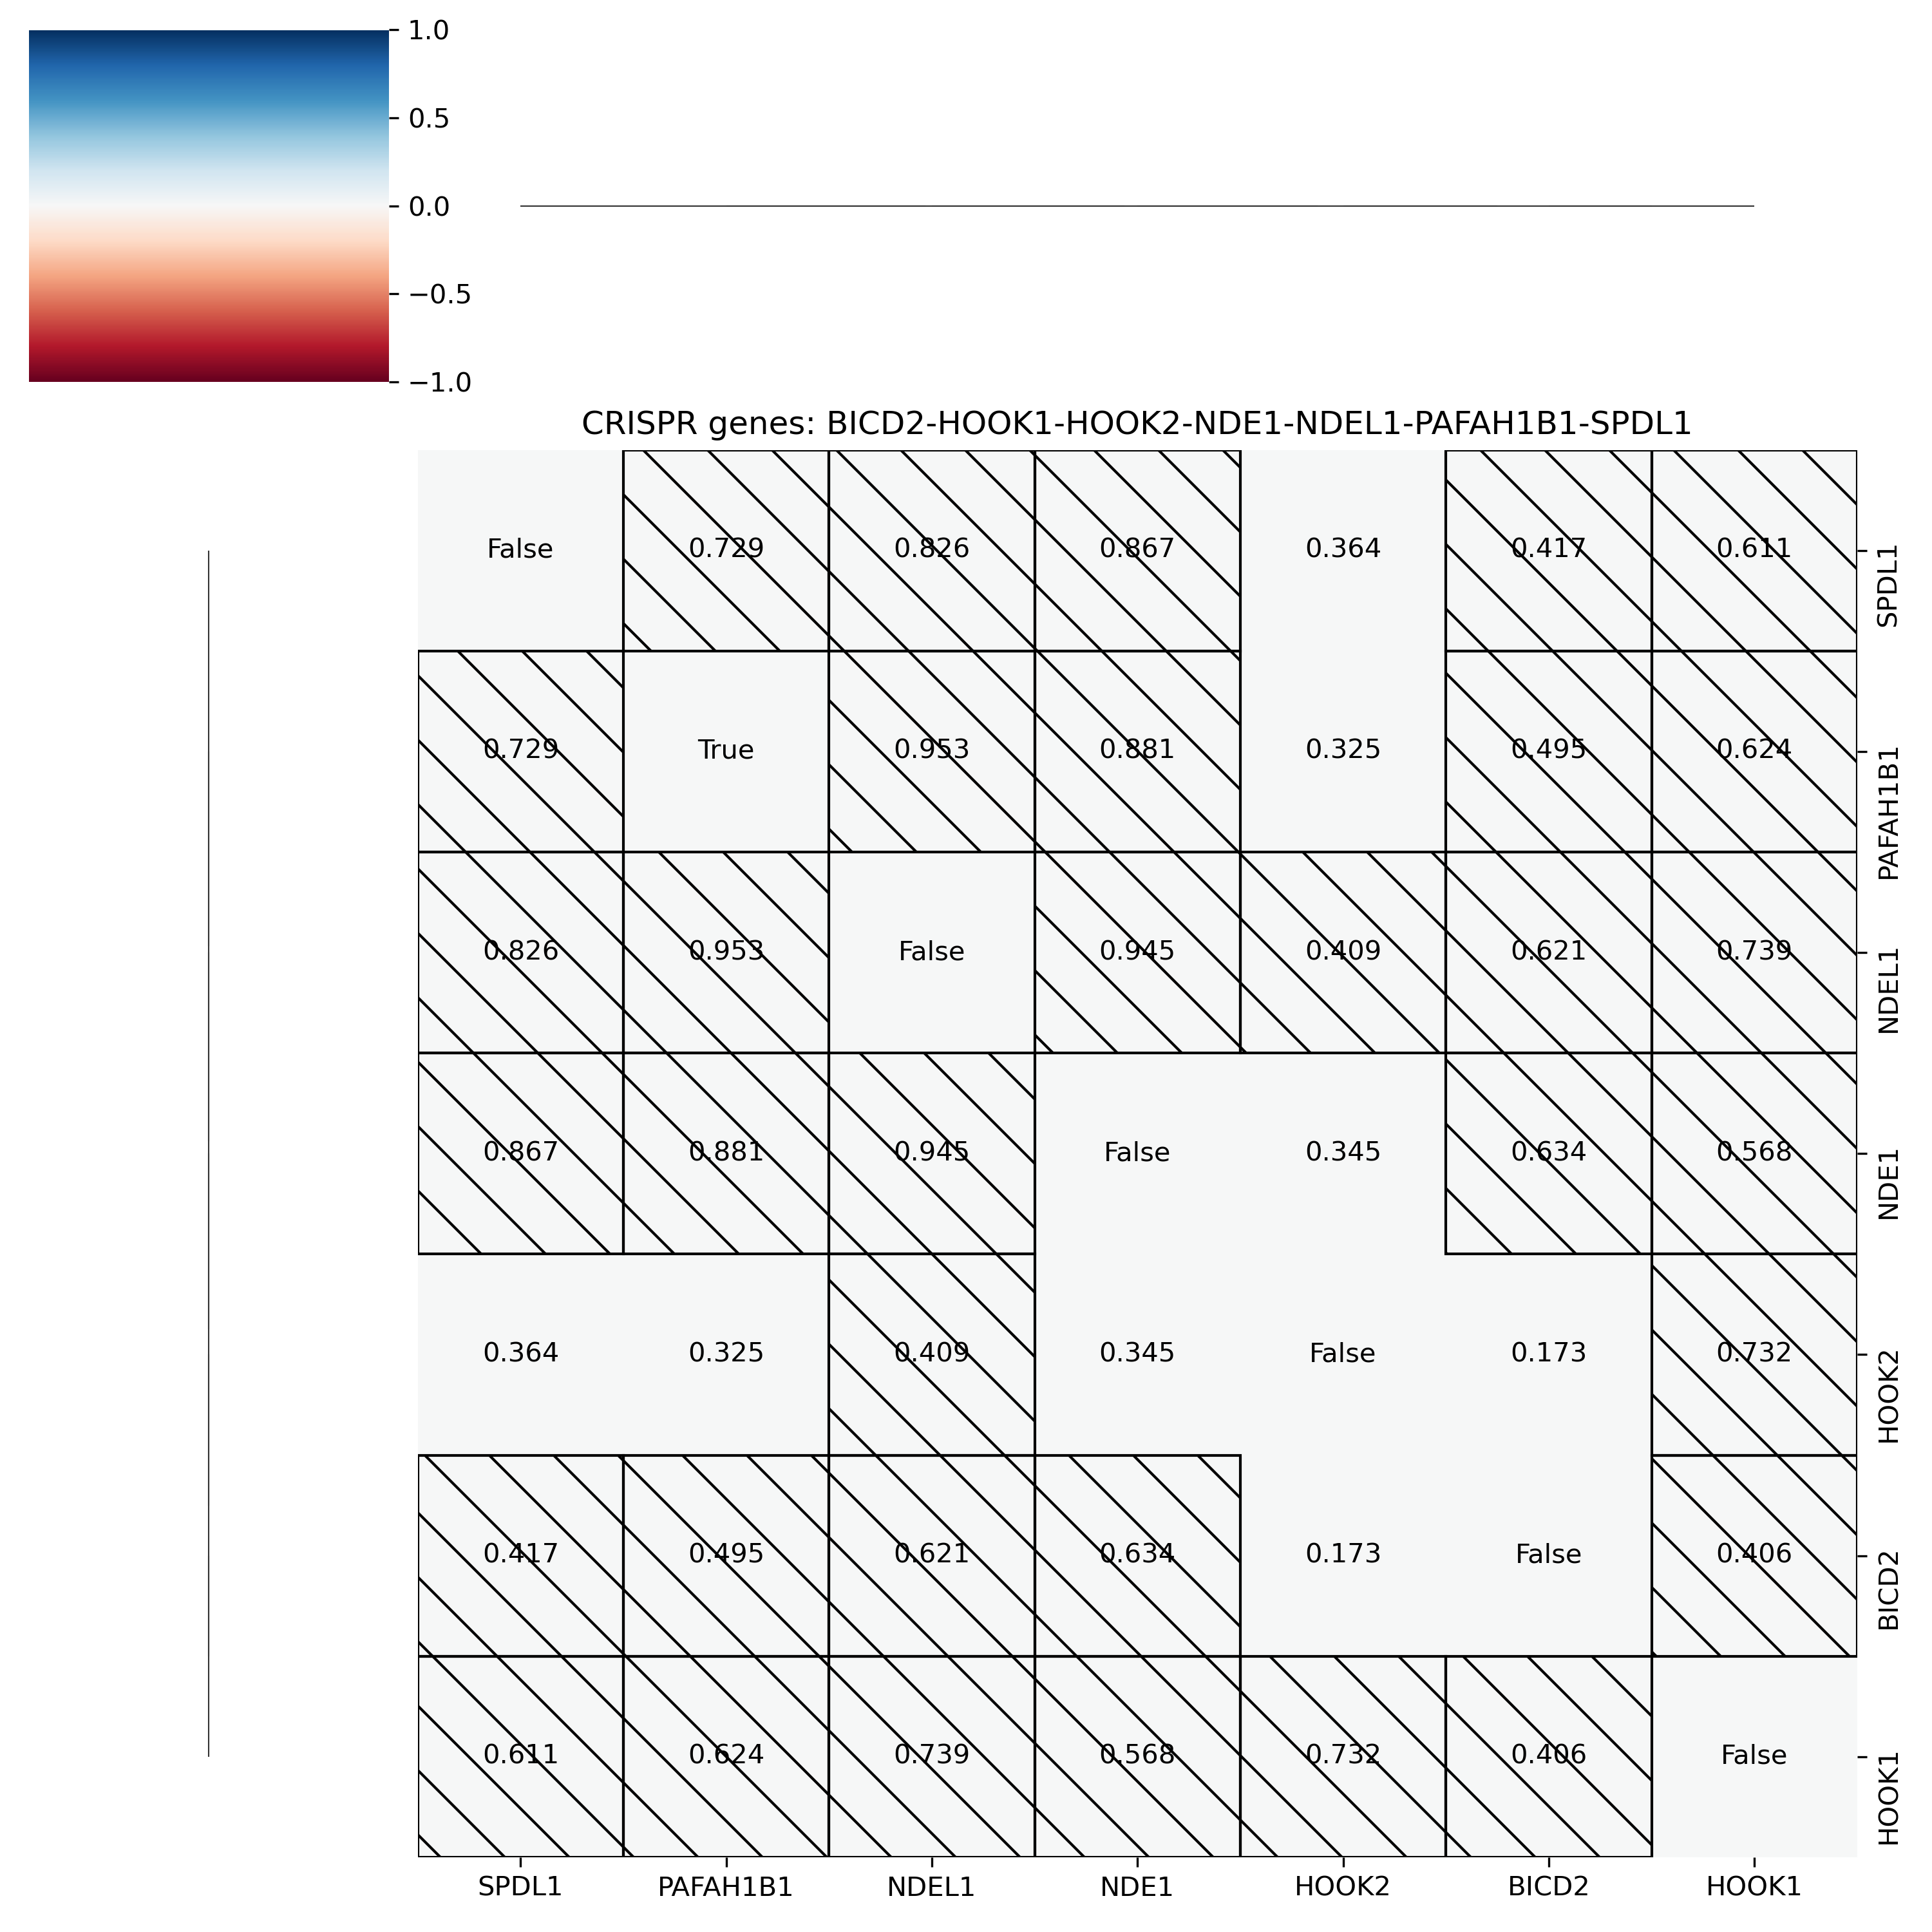 1.0
0.5
0.0
−0.5
−1.0
CRISPR genes: BICD2-HOOK1-HOOK2-NDE1-NDEL1-PAFAH1B1-SPDL1
False 0.729 0.826 0.867 0.364 0.417 0.611 SPDL1
0.729 True 0.953 0.881 0.325 0.495 0.624 PAFAH1B1
0.826 0.953 False 0.945 0.409 0.621 0.739 NDEL1
0.867 0.881 0.945 False 0.345 0.634 0.568 NDE1
0.364 0.325 0.409 0.345 False 0.173 0.732 HOOK2
0.417 0.495 0.621 0.634 0.173 False 0.406 BICD2
0.611 0.624 0.739 0.568 0.732 0.406 False HOOK1
SPDL1 PAFAH1B1 NDEL1 NDE1 HOOK2 BICD2 HOOK1